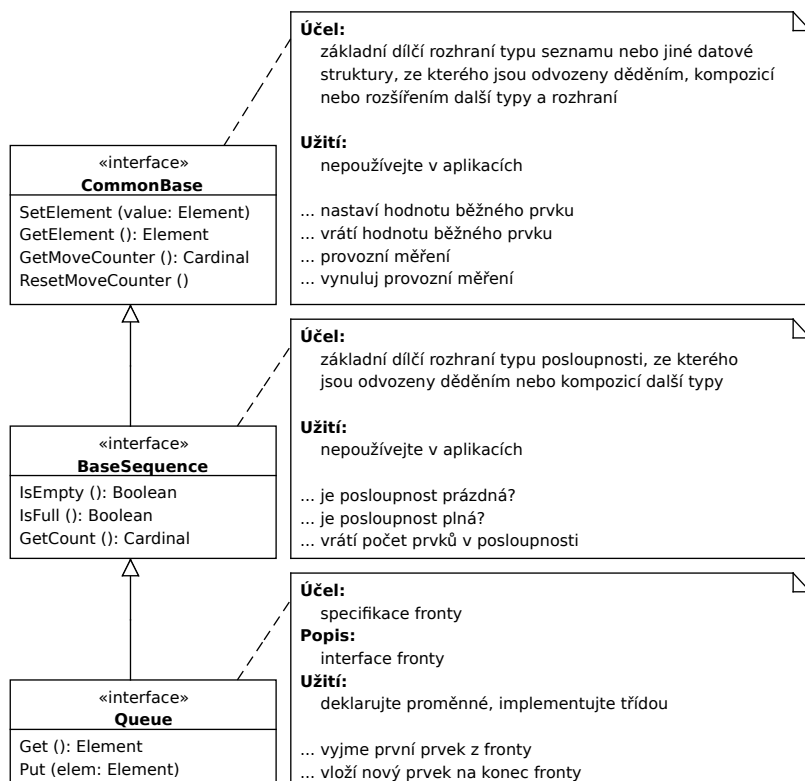 Účel:
základní dílčí rozhraní typu seznamu nebo jiné datové
struktury, ze kterého jsou odvozeny děděním, kompozicí
nebo rozšířením další typy a rozhraní
Užití:
nepoužívejte v aplikacích
... nastaví hodnotu běžného prvku
... vrátí hodnotu běžného prvku
... provozní měření
... vynuluj provozní měření
«interface»
CommonBase
SetElement (value: Element)
GetElement (): Element
GetMoveCounter (): Cardinal
ResetMoveCounter ()
Účel:
základní dílčí rozhraní typu posloupnosti, ze kterého
jsou odvozeny děděním nebo kompozicí další typy
Užití:
nepoužívejte v aplikacích
... je posloupnost prázdná?
... je posloupnost plná?
... vrátí počet prvků v posloupnosti
«interface»
BaseSequence
IsEmpty (): Boolean
IsFull (): Boolean
GetCount (): Cardinal
Účel:
specifikace fronty
Popis:
interface fronty
Užití:
deklarujte proměnné, implementujte třídou
... vyjme první prvek z fronty
... vloží nový prvek na konec fronty
«interface»
Queue
Get (): Element
Put (elem: Element)